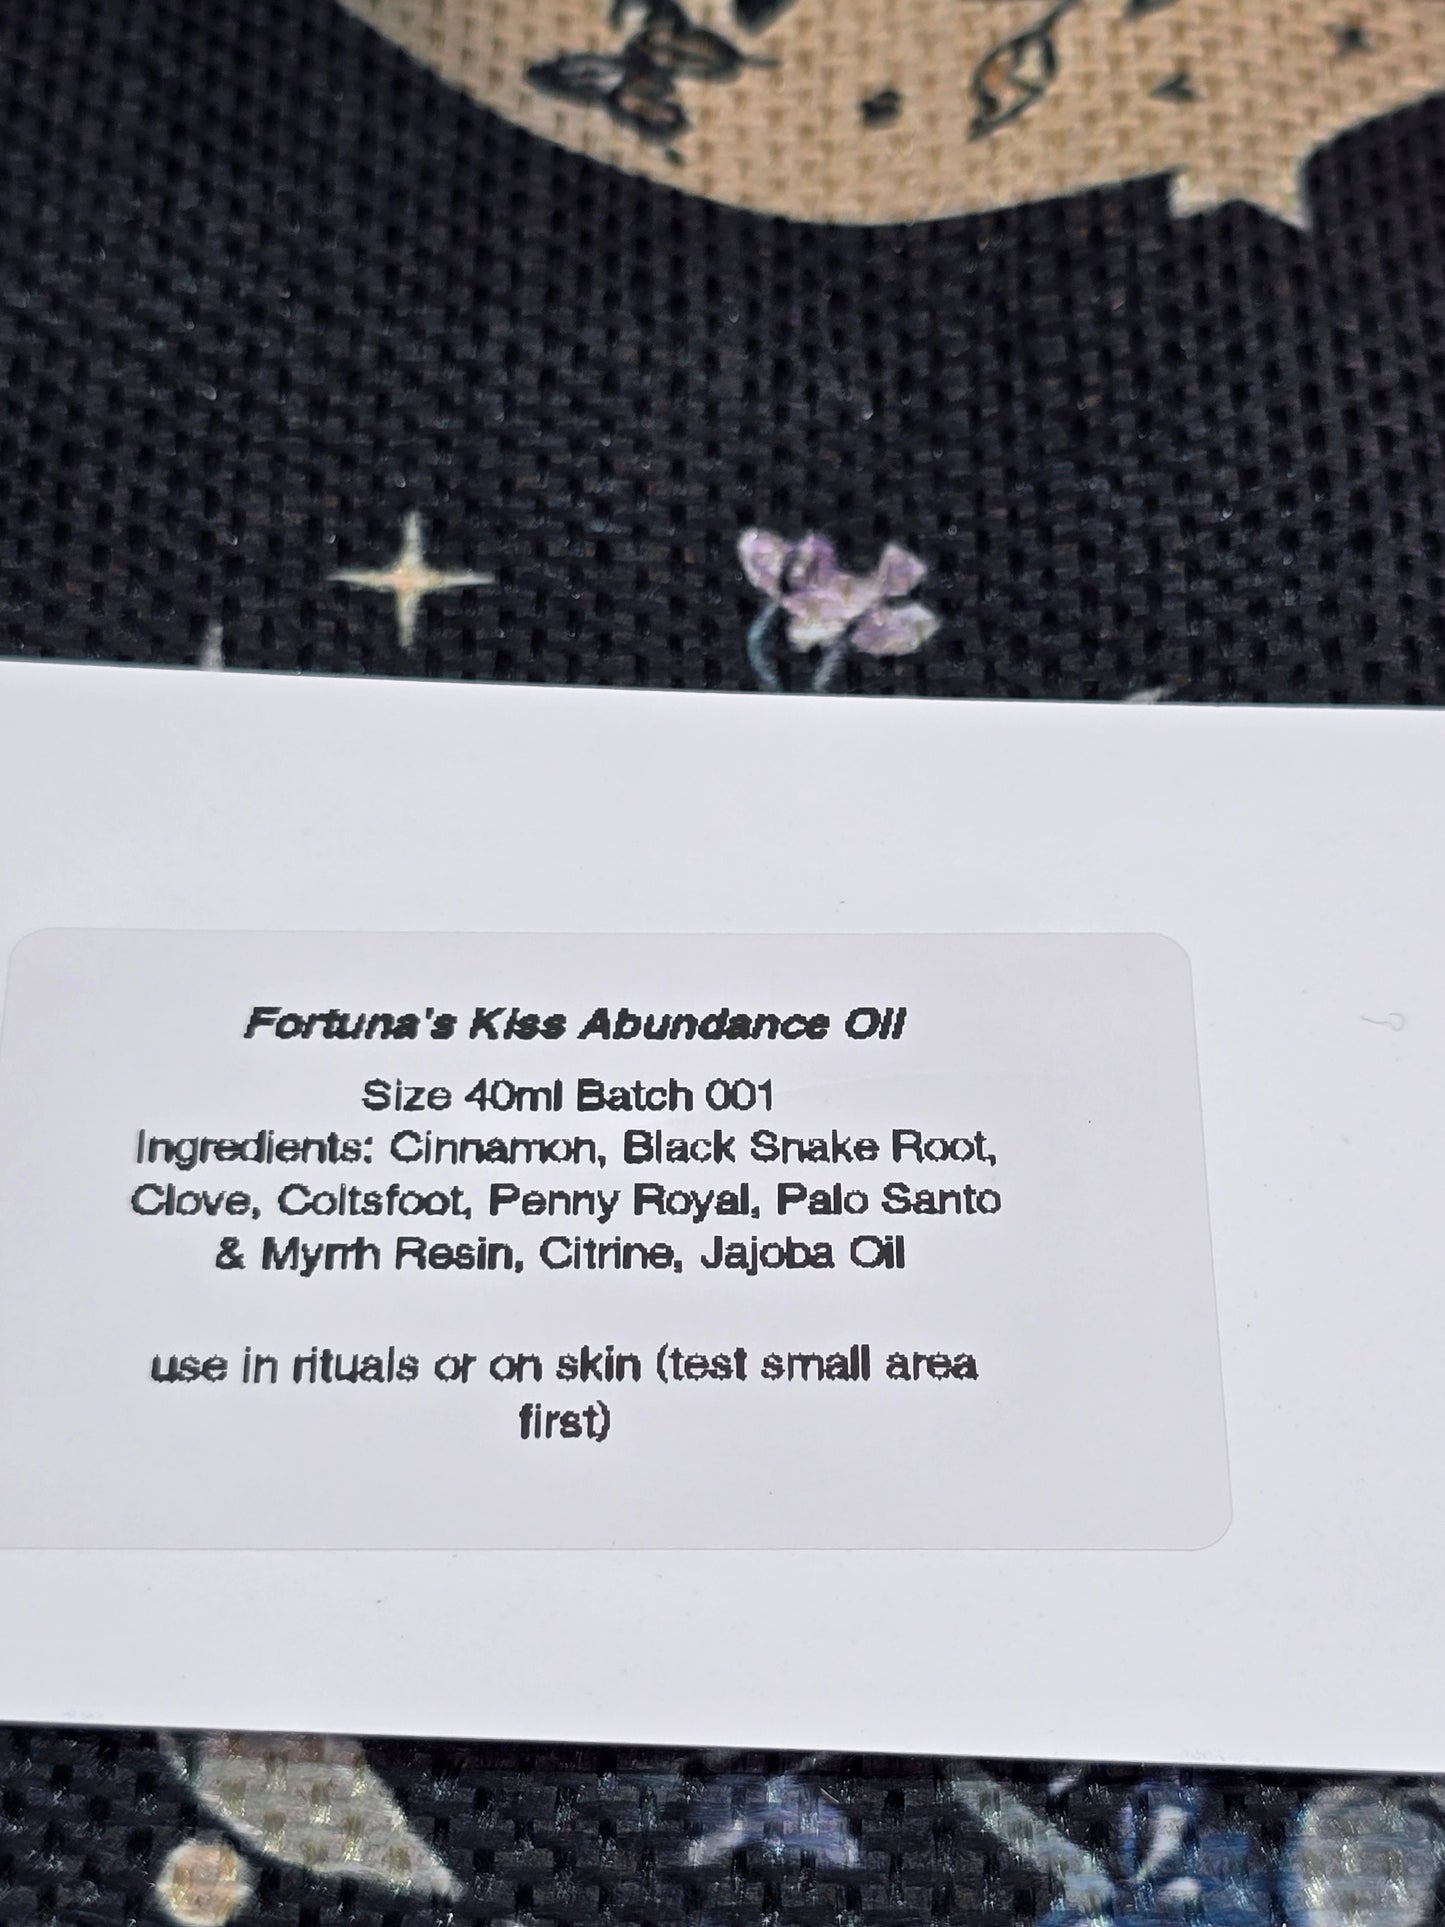 Fortuna's Kiss Abundance Oil
Size 40ml Batch 001
Ingredients: Cinnamon, Black Snake Root,
Clove, Coltsfoot, Penny Royal, Palo Santo
& Myrrh Resin, Citrine, Jajoba Oil
use in rituals or on skin (test small area
first)